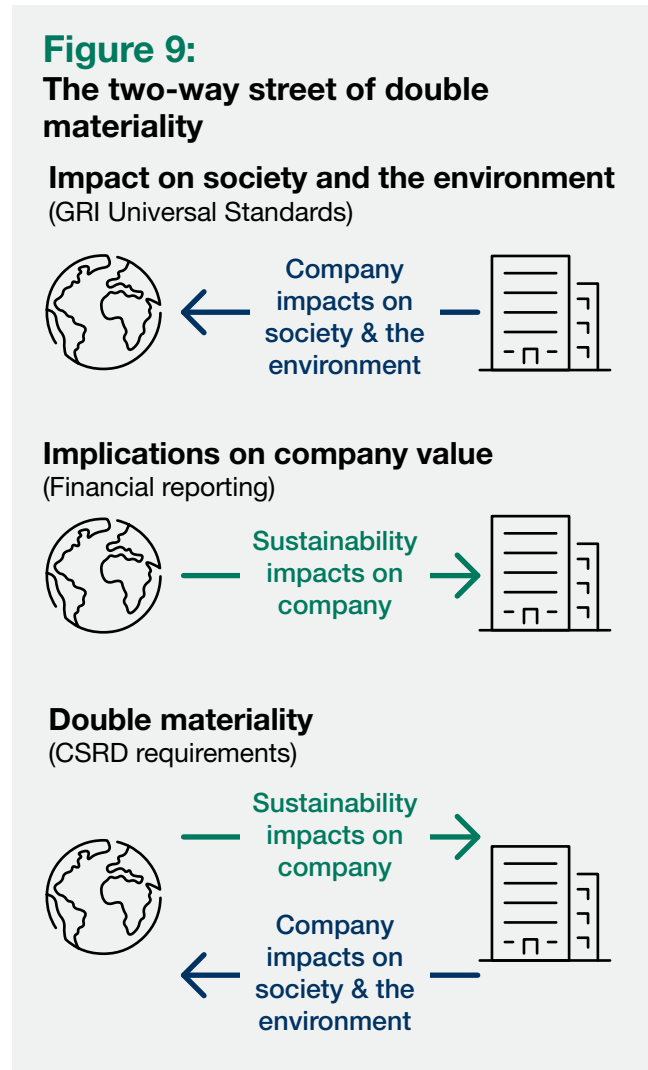 Figure 9:
The two-way street of double
materiality
Impact on society and the environment
(GRI Universal Standards)
Company
impacts on
society & the
environment
Implications on company value
(Financial reporting)
Sustainability
impacts on
company
Double materiality
(CSRD requirements)
Sustainability
impacts on
company
Company
impacts on
society & the
environment